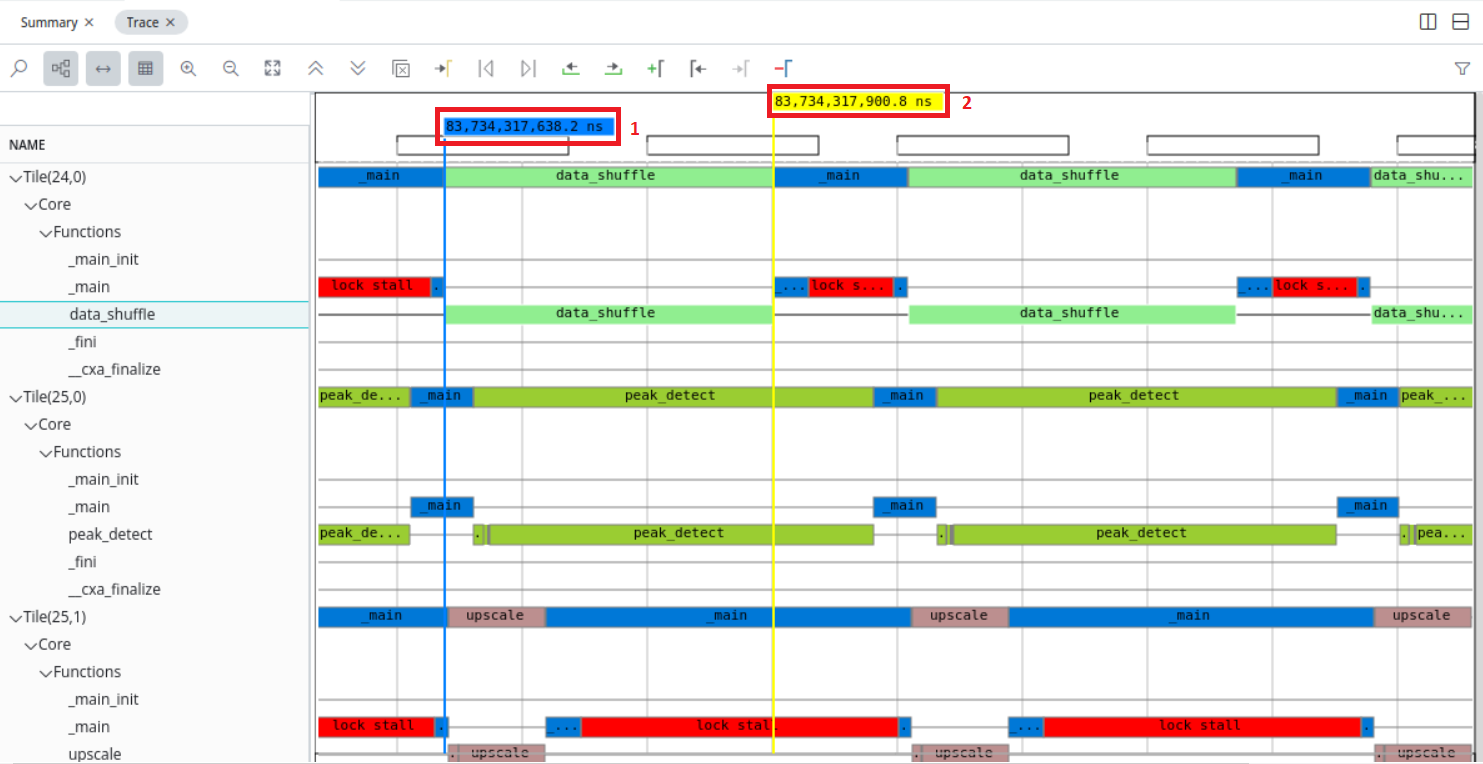 Summary × Trace ×
83,734,317,900.8 ns 2
83,734,317,638.2 ns 1
NAME
Tile(24,0) _main data_shuffle _main data_shuffle _main data_shu...
Core
Functions
_main_init
_main lock stall . _... lock s... . _... lock s... .
data_shuffle data_shuffle data_shuffle data_shu...
_fini
__cxa_finalize
Tile(25,0) peak_de... _main peak_detect _main peak_detect _main peak_...
Core
Functions
_main_init
_main _main _main _main
peak_detect peak_de... . peak_detect . peak_detect . pea...
_fini
__cxa_finalize
Tile(25,1) _main upscale _main upscale _main upscale
Core
Functions
_main_init
_main lock stall . _... lock stall . _... lock stall .
upscale . upscale . upscale . upscale